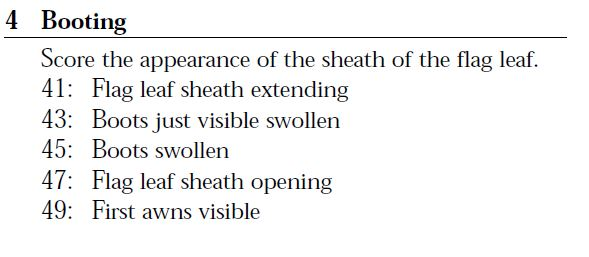 4 Booting
Score the appearance of the sheath of the flag leaf.
41: Flag leaf sheath extending
43: Boots just visible swollen
45: Boots swollen
47: Flag leaf sheath opening
49: First awns visible